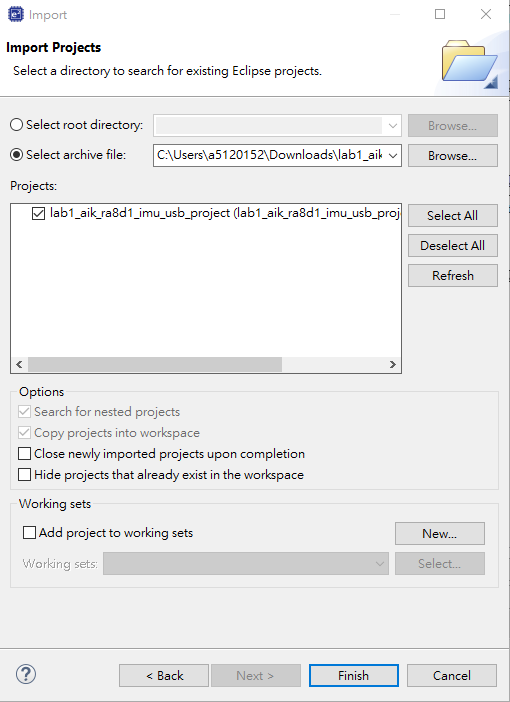 Import
Import Projects
Select a directory to search for existing Eclipse projects.
Select root directory:
Browse...
Select archive file:
C:\Users\a5120152\Downloads\lab1_aik
Browse...
Projects:
lab1_aik_ra8d1_imu_usb_project (lab1_aik_ra8d1_imu_usb_proj
Select All
Deselect All
Refresh
Options
Search for nested projects
Copy projects into workspace
Close newly imported projects upon completion
Hide projects that already exist in the workspace
Working sets
Add project to working sets
New...
Working sets:
Select...
?
< Back
Next >
Finish
Cancel